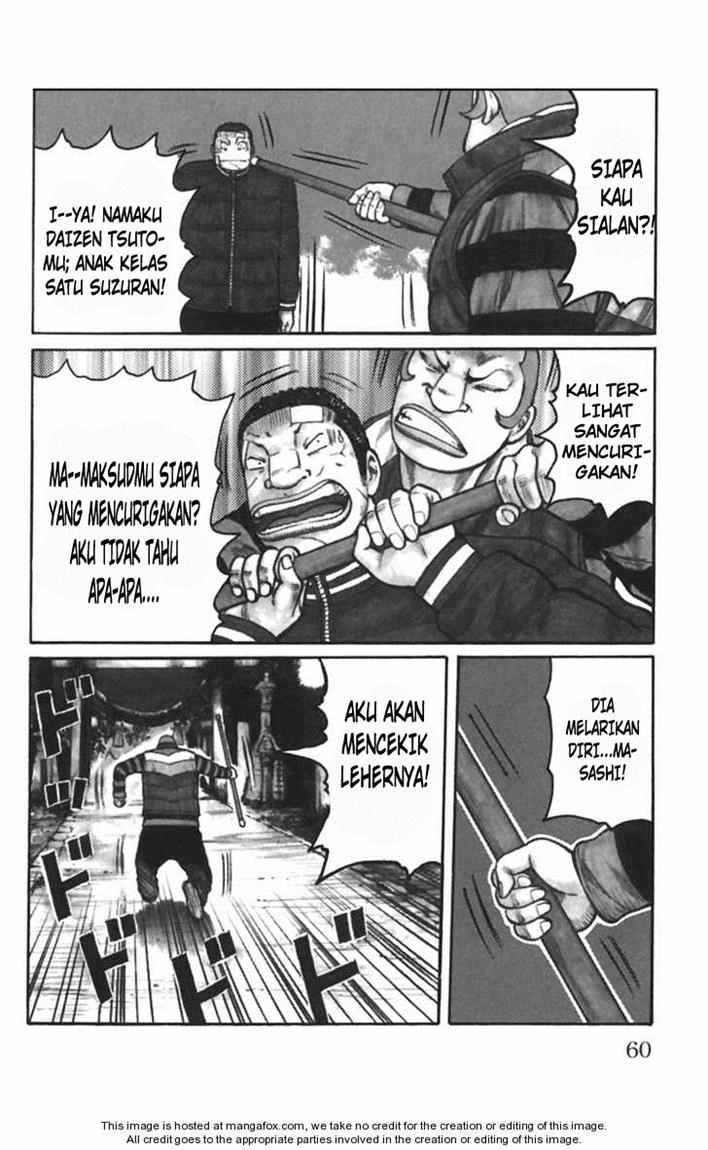 SIAPA
KAU
SIALAN?!
I--YA! NAMAKU
DAIZEN TSUTO-
MU; ANAK KELAS
SATU SUZURAN!
KAU TER-
LIHAT
SANGAT
MENCURI-
GAKAN!
MA--MAKSUDMU SIAPA
YANG MENCURIGAKAN?
AKU TIDAK TAHU
APA-APA....
DIA
MELARIKAN
DIRI...MA-
SASHI!
AKU AKAN
MENCEKIK
LEHERNYA!
ドドッドドドド
60
This image is hosted at mangafox.com, we take no credit for the creation or editing of this image.
All credit goes to the appropriate parties involved in the creation or editing of this image.